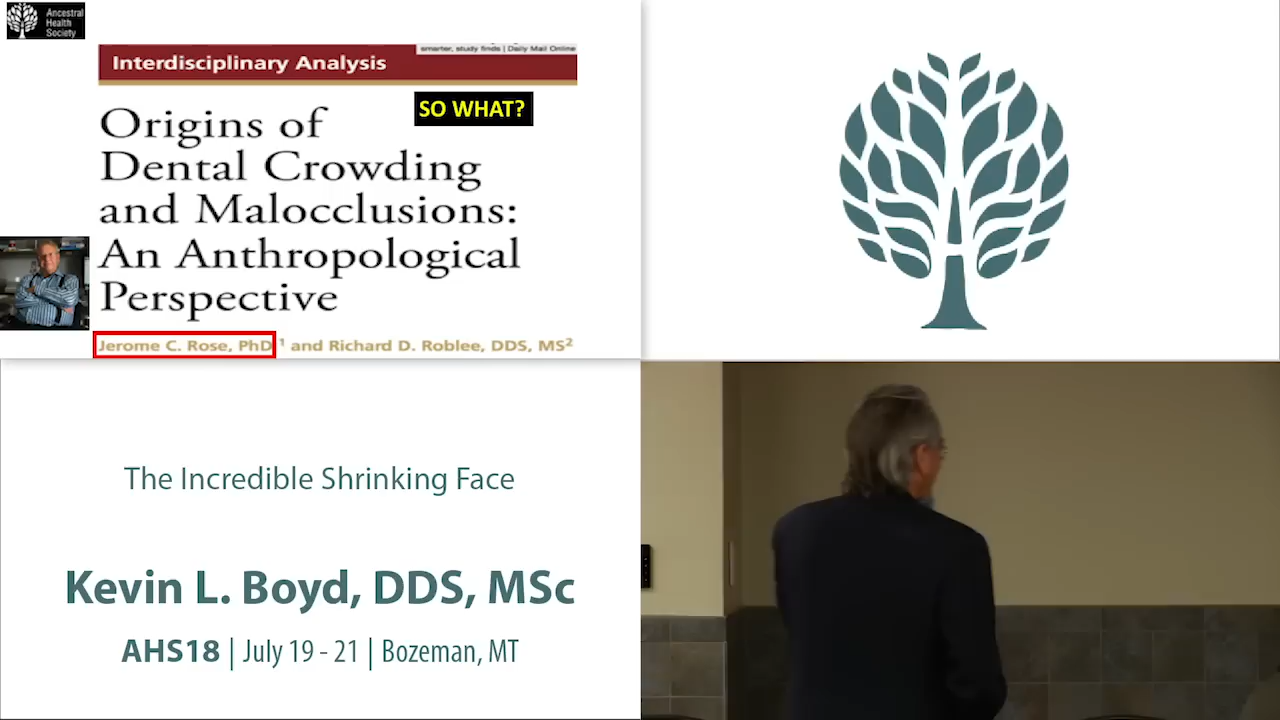 Ancestral
Health
Society
smarter, study finds | Daily Mail Online
Interdisciplinary Analysis
SO WHAT?
Origins of
Dental Crowding
and Malocclusions:
An Anthropological
Perspective
Jerome C. Rose, PhD¹ and Richard D. Roblee, DDS, MS²
The Incredible Shrinking Face
Kevin L. Boyd, DDS, MSc
AHS18 | July 19 - 21 | Bozeman, MT